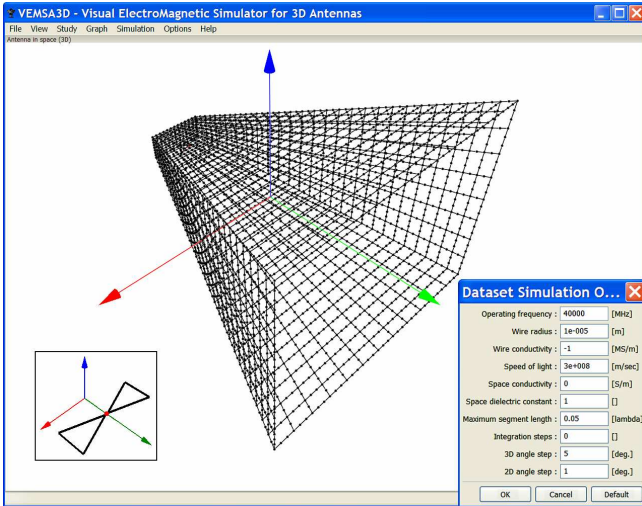 VEMSA3D - Visual ElectroMagnetic Simulator for 3D Antennas
File View Study Graph Simulation Options Help
Antenna in space (3D)
Dataset Simulation O...
Operating frequency : 40000 [MHz]
Wire radius : 1e-005 [m]
Wire conductivity : -1 [MS/m]
Speed of light : 3e+008 [m/sec]
Space conductivity : 0 [S/m]
Space dielectric constant : 1 []
Maximum segment length : 0.05 [lambda]
Integration steps : 0 []
3D angle step : 5 [deg.]
2D angle step : 1 [deg.]
OK Cancel Default